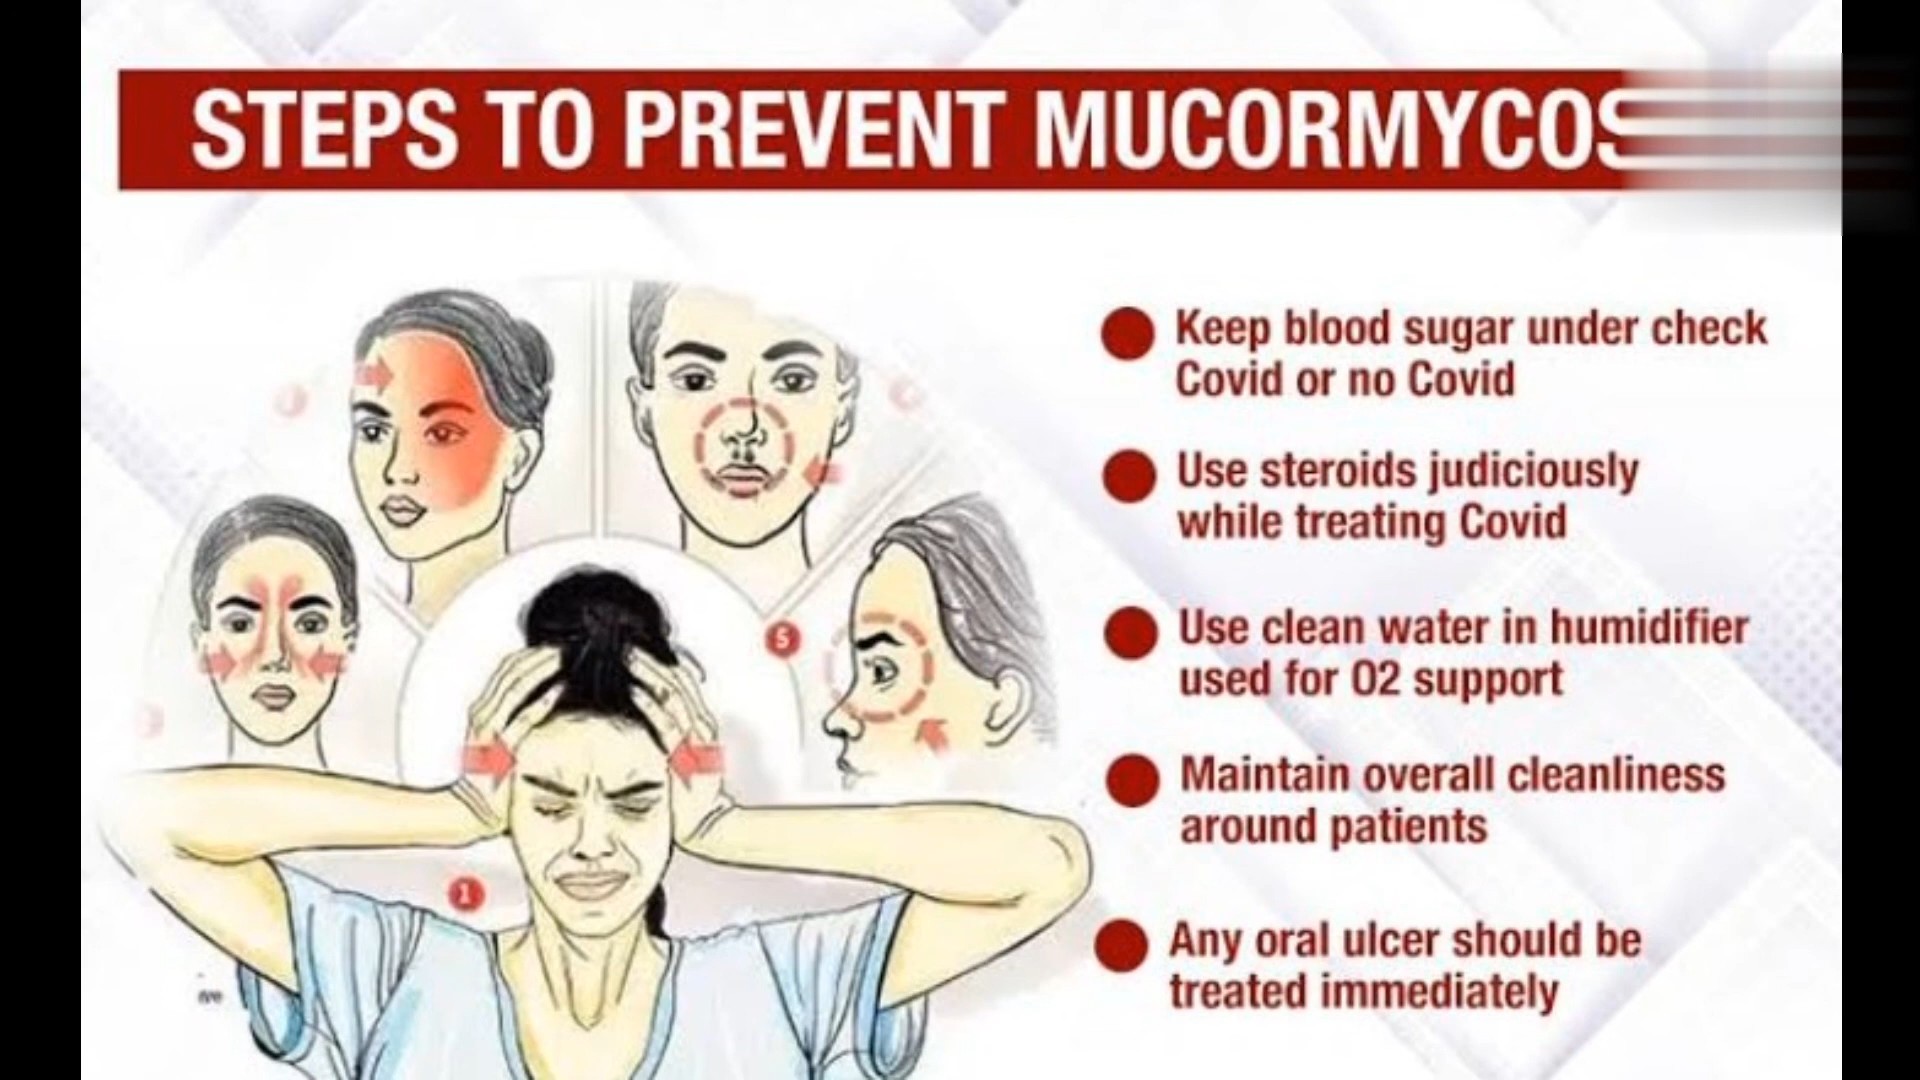 STEPS TO PREVENT MUCORMYCOS
Keep blood sugar under check
Covid or no Covid
Use steroids judiciously
while treating Covid
5
Use clean water in humidifier
used for O2 support
Maintain overall cleanliness
around patients
1
Any oral ulcer should be
treated immediately